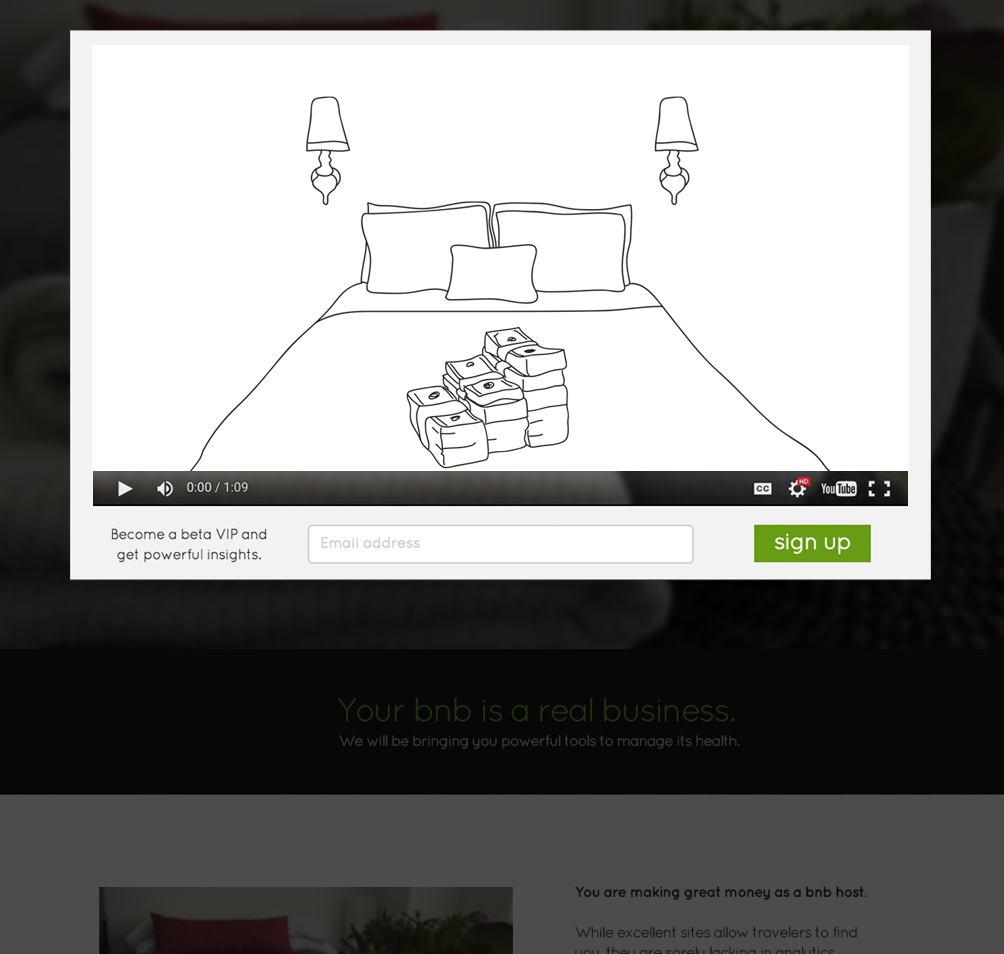 0:00 / 1:09
CC
HD
YouTube
Become a beta VIP and
get powerful insights.
Email address
sign up
Your bnb is a real business.
We will be bringing you powerful tools to manage its health.
You are making great money as a bnb host.
While excellent sites allow travelers to find
you, they are sorely lacking in analytics